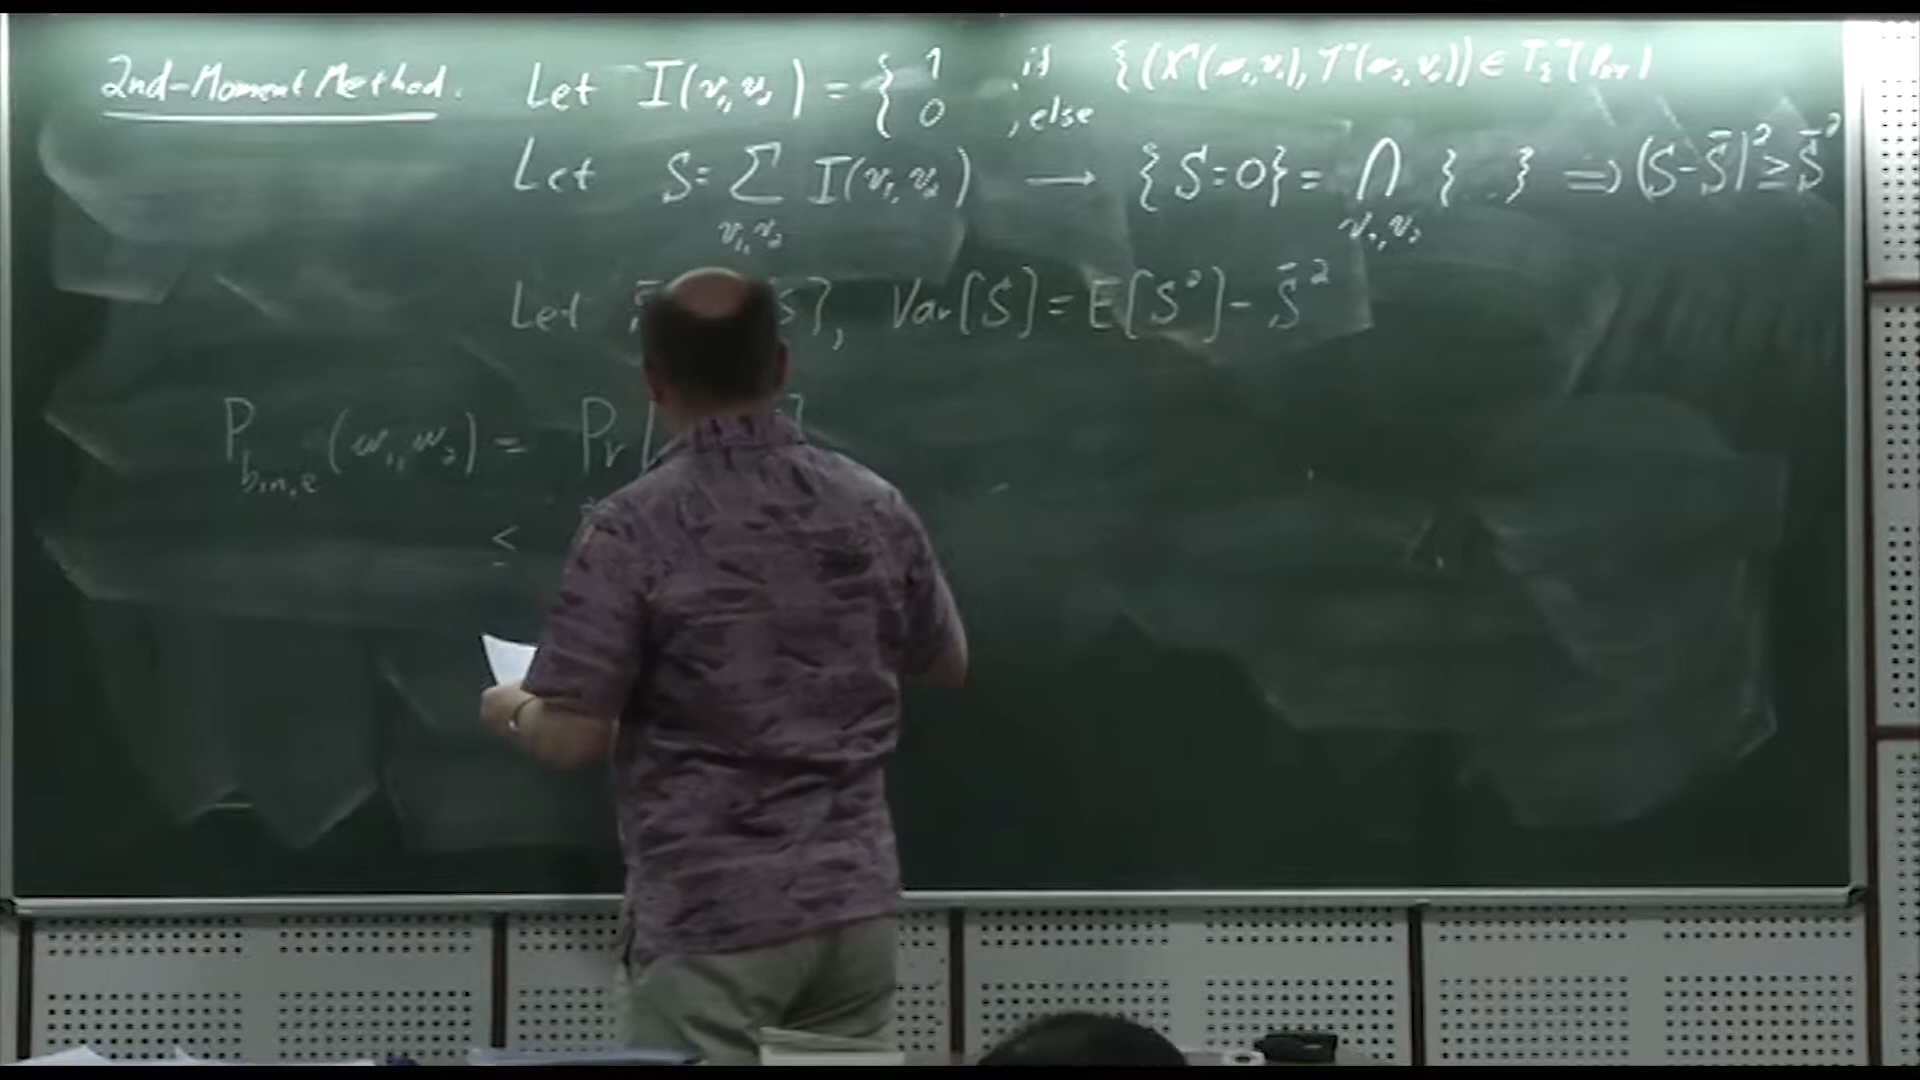 2nd-Moment Method. Let I(v₁,v₂) = { 1 if {(Xⁿ(w₁,v₁),Yⁿ(w₂,v₂)) ∈ T_ε^n(P_XY)
0 , else
Let S = ∑_{v₁,v₂} I(v₁,v₂) → {S=0} = ⋂_{v₁,v₂} { .. } ⇒ (S-S̄)² ≥ S̄²
Let S], Var[S] = E[S²] - S̄²
P_{bin,e}(w₁,w₂) = Pr[ ]
≤